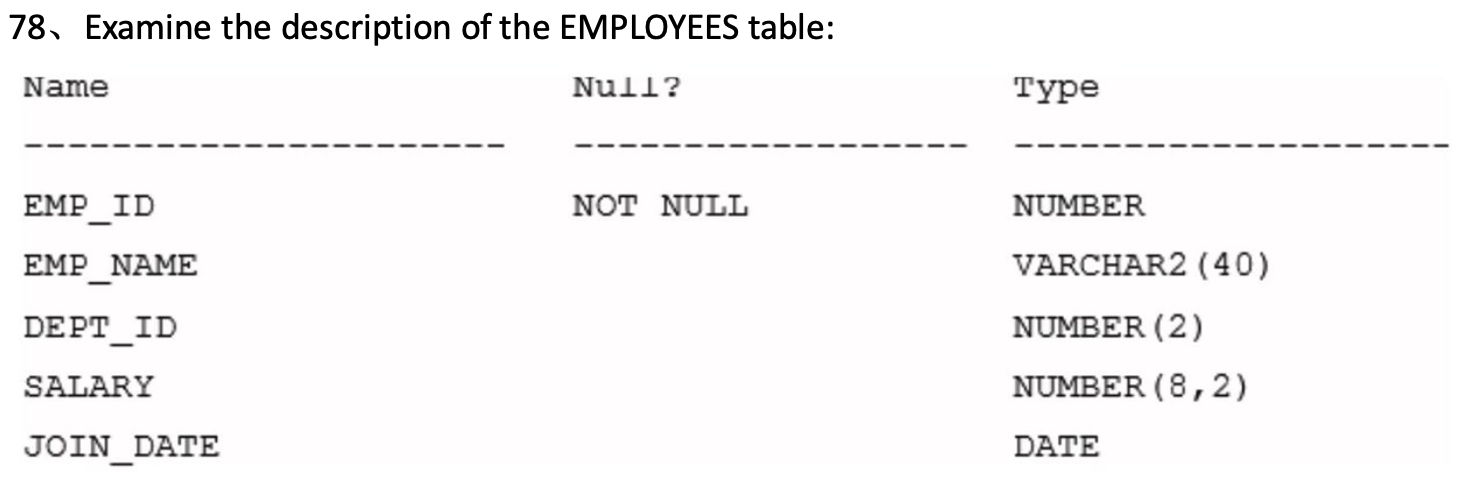 78、Examine the description of the EMPLOYEES table:
Name Null? Type
---------------------- ------------------ --------------------
EMP_ID NOT NULL NUMBER
EMP_NAME VARCHAR2(40)
DEPT_ID NUMBER(2)
SALARY NUMBER(8,2)
JOIN_DATE DATE